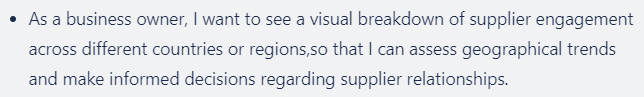 • As a business owner, I want to see a visual breakdown of supplier engagement
across different countries or regions,so that I can assess geographical trends
and make informed decisions regarding supplier relationships.